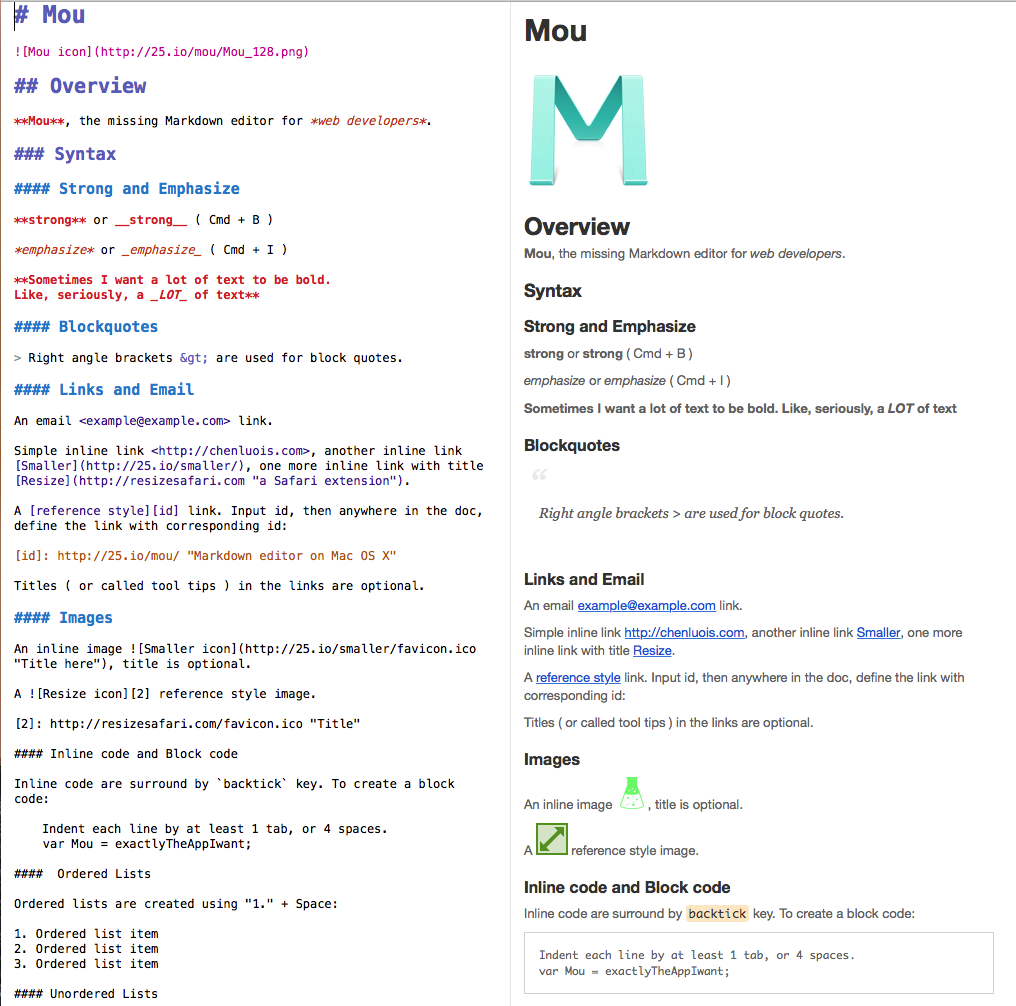 # Mou
![Mou icon](http://25.io/mou/Mou_128.png)
## Overview
**Mou**, the missing Markdown editor for *web developers*.
### Syntax
#### Strong and Emphasize
**strong** or __strong__ ( Cmd + B )
*emphasize* or _emphasize_ ( Cmd + I )
**Sometimes I want a lot of text to be bold.
Like, seriously, a _LOT_ of text**
#### Blockquotes
> Right angle brackets &gt; are used for block quotes.
#### Links and Email
An email <example@example.com> link.
Simple inline link <http://chenluois.com>, another inline link
[Smaller](http://25.io/smaller/), one more inline link with title
[Resize](http://resizesafari.com "a Safari extension").
A [reference style][id] link. Input id, then anywhere in the doc,
define the link with corresponding id:
[id]: http://25.io/mou/ "Markdown editor on Mac OS X"
Titles ( or called tool tips ) in the links are optional.
#### Images
An inline image ![Smaller icon](http://25.io/smaller/favicon.ico
"Title here"), title is optional.
A ![Resize icon][2] reference style image.
[2]: http://resizesafari.com/favicon.ico "Title"
#### Inline code and Block code
Inline code are surround by `backtick` key. To create a block
code:
    Indent each line by at least 1 tab, or 4 spaces.
    var Mou = exactlyTheAppIwant;
####  Ordered Lists
Ordered lists are created using "1." + Space:
1. Ordered list item
2. Ordered list item
3. Ordered list item
#### Unordered Lists
Mou
M
Overview
Mou, the missing Markdown editor for web developers.
Syntax
Strong and Emphasize
strong or strong ( Cmd + B )
emphasize or emphasize ( Cmd + I )
Sometimes I want a lot of text to be bold. Like, seriously, a LOT of text
Blockquotes
“
Right angle brackets > are used for block quotes.
Links and Email
An email example@example.com link.
Simple inline link http://chenluois.com, another inline link Smaller, one more
inline link with title Resize.
A reference style link. Input id, then anywhere in the doc, define the link with
corresponding id:
Titles ( or called tool tips ) in the links are optional.
Images
An inline image , title is optional.
A reference style image.
Inline code and Block code
Inline code are surround by backtick key. To create a block code:
Indent each line by at least 1 tab, or 4 spaces.
var Mou = exactlyTheAppIwant;